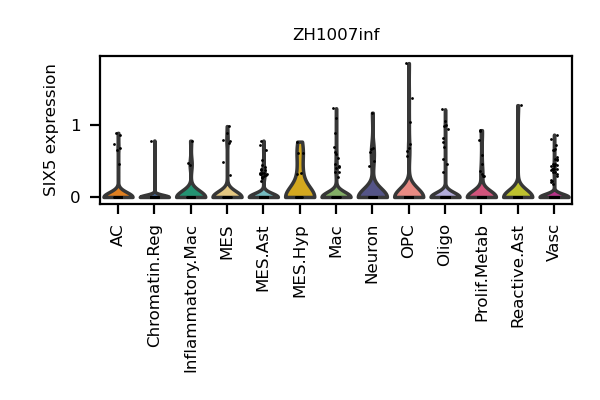 ZH1007inf
SIX5 expression
1
0
AC
Chromatin.Reg
Inflammatory.Mac
MES
MES.Ast
MES.Hyp
Mac
Neuron
OPC
Oligo
Prolif.Metab
Reactive.Ast
Vasc